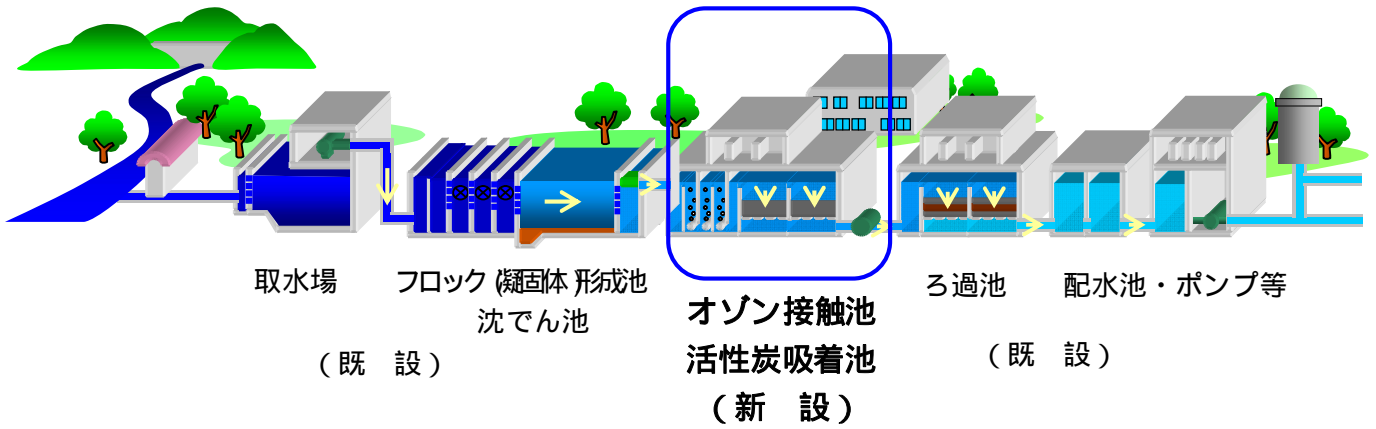 取水場
フロック(凝固体)形成池
沈でん池
(既 設)
オゾン接触池
活性炭吸着池
(新 設)
ろ過池
配水池・ポンプ等
(既 設)